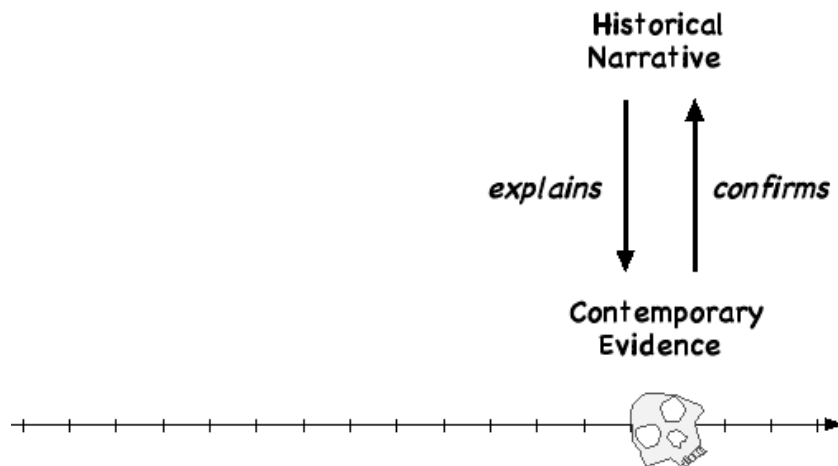 Historical
Narrative
explains
confirms
Contemporary
Evidence